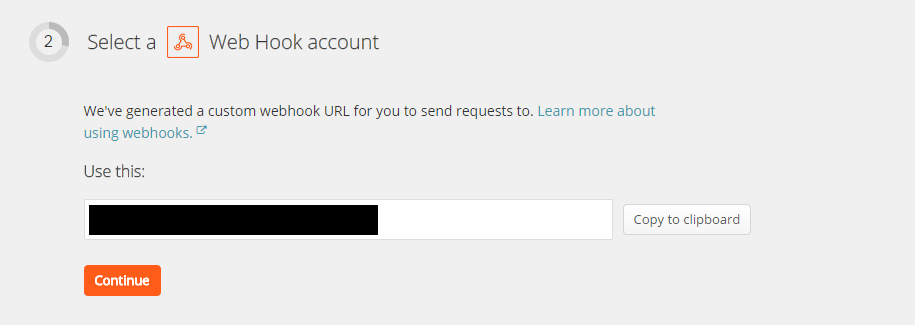 2 Select a Web Hook account
We've generated a custom webhook URL for you to send requests to. Learn more about
using webhooks.
Use this:
Copy to clipboard
Continue